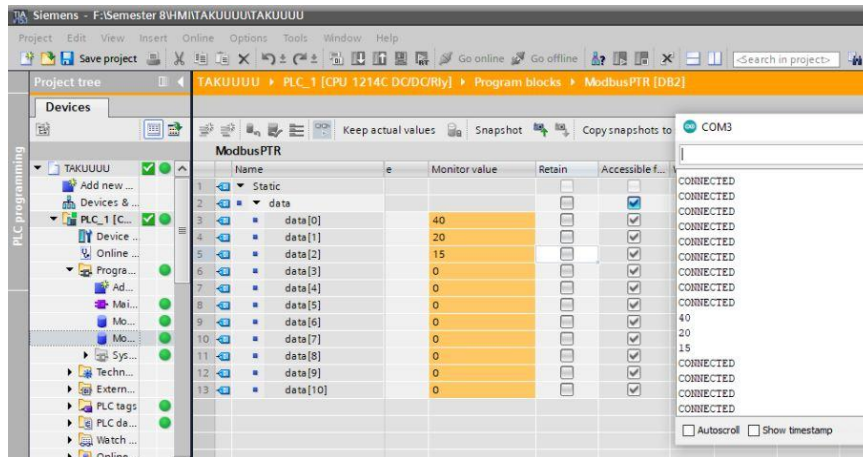 Siemens - F:\Semester 8\HMI\TAKUUUU\TAKUUUU
Project Edit View Insert Online Options Tools Window Help
Save project Go online Go offline <Search in project>
Project tree
TAKUUUU ▸ PLC_1 [CPU 1214C DC/DC/Rly] ▸ Program blocks ▸ ModbusPTR [DB2]
Devices
Keep actual values Snapshot Copy snapshots to
PLC programming
ModbusPTR
Name e Monitor value Retain Accessible f...
TAKUUUU
Add new ...
Devices & ...
PLC_1 [C...
Device ...
Online ...
Progra...
Ad...
Mai...
Mo...
Mo...
Sys...
Techn...
Extern...
PLC tags
PLC da...
Watch ...
Online
1 Static
2 data
3 data[0] 40
4 data[1] 20
5 data[2] 15
6 data[3] 0
7 data[4] 0
8 data[5] 0
9 data[6] 0
10 data[7] 0
11 data[8] 0
12 data[9] 0
13 data[10] 0
COM3
CONNECTED
CONNECTED
CONNECTED
CONNECTED
CONNECTED
CONNECTED
CONNECTED
CONNECTED
CONNECTED
40
20
15
CONNECTED
CONNECTED
CONNECTED
CONNECTED
Autoscroll Show timestamp